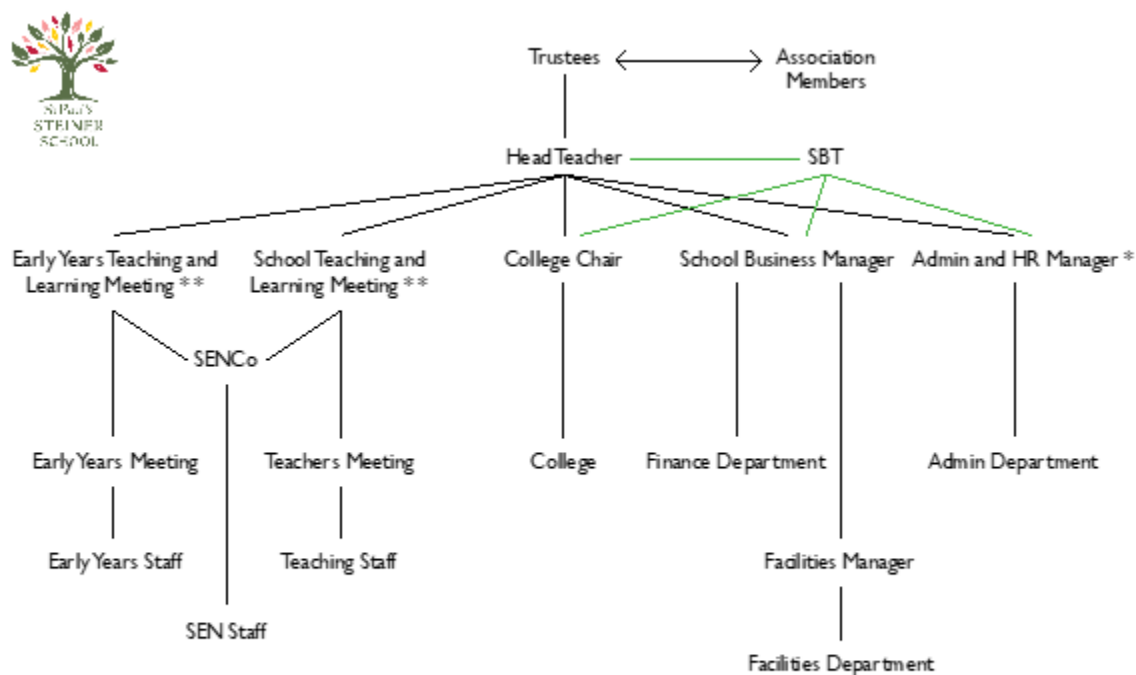 St Paul's
STEINER
SCHOOL
Trustees
Association
Members
Head Teacher
SBT
Early Years Teaching and
Learning Meeting **
School Teaching and
Learning Meeting **
College Chair
School Business Manager
Admin and HR Manager *
SENCo
Early Years Meeting
Teachers Meeting
College
Finance Department
Admin Department
Early Years Staff
Teaching Staff
Facilities Manager
SEN Staff
Facilities Department